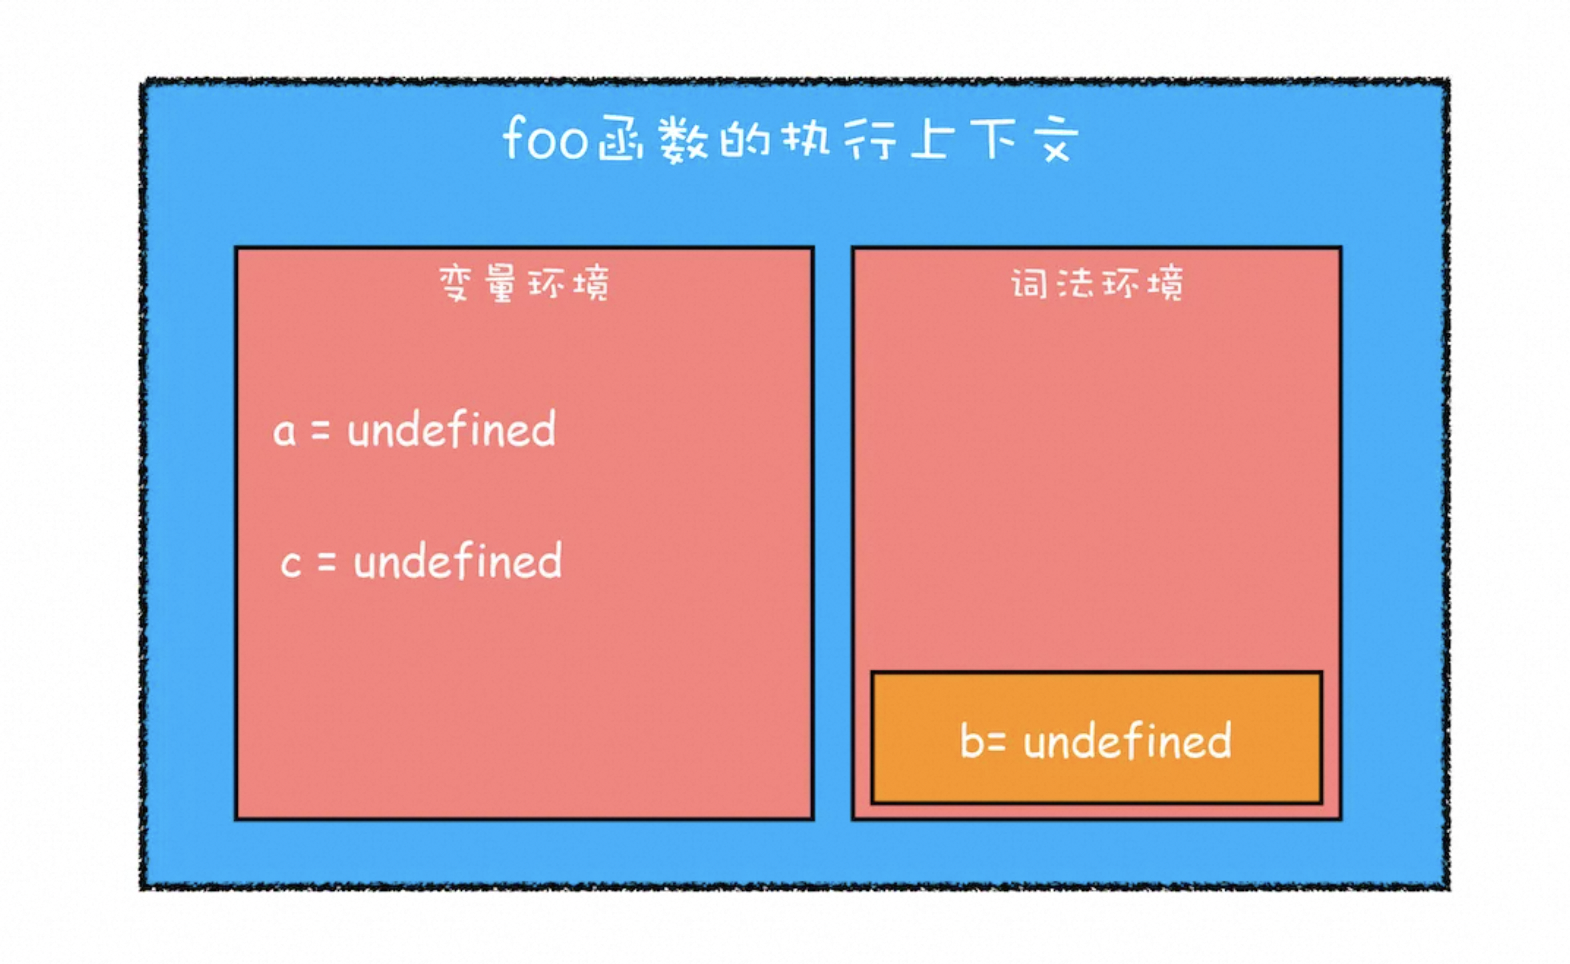 foo函数的执行上下文
变量环境
a = undefined
c = undefined
词法环境
b= undefined